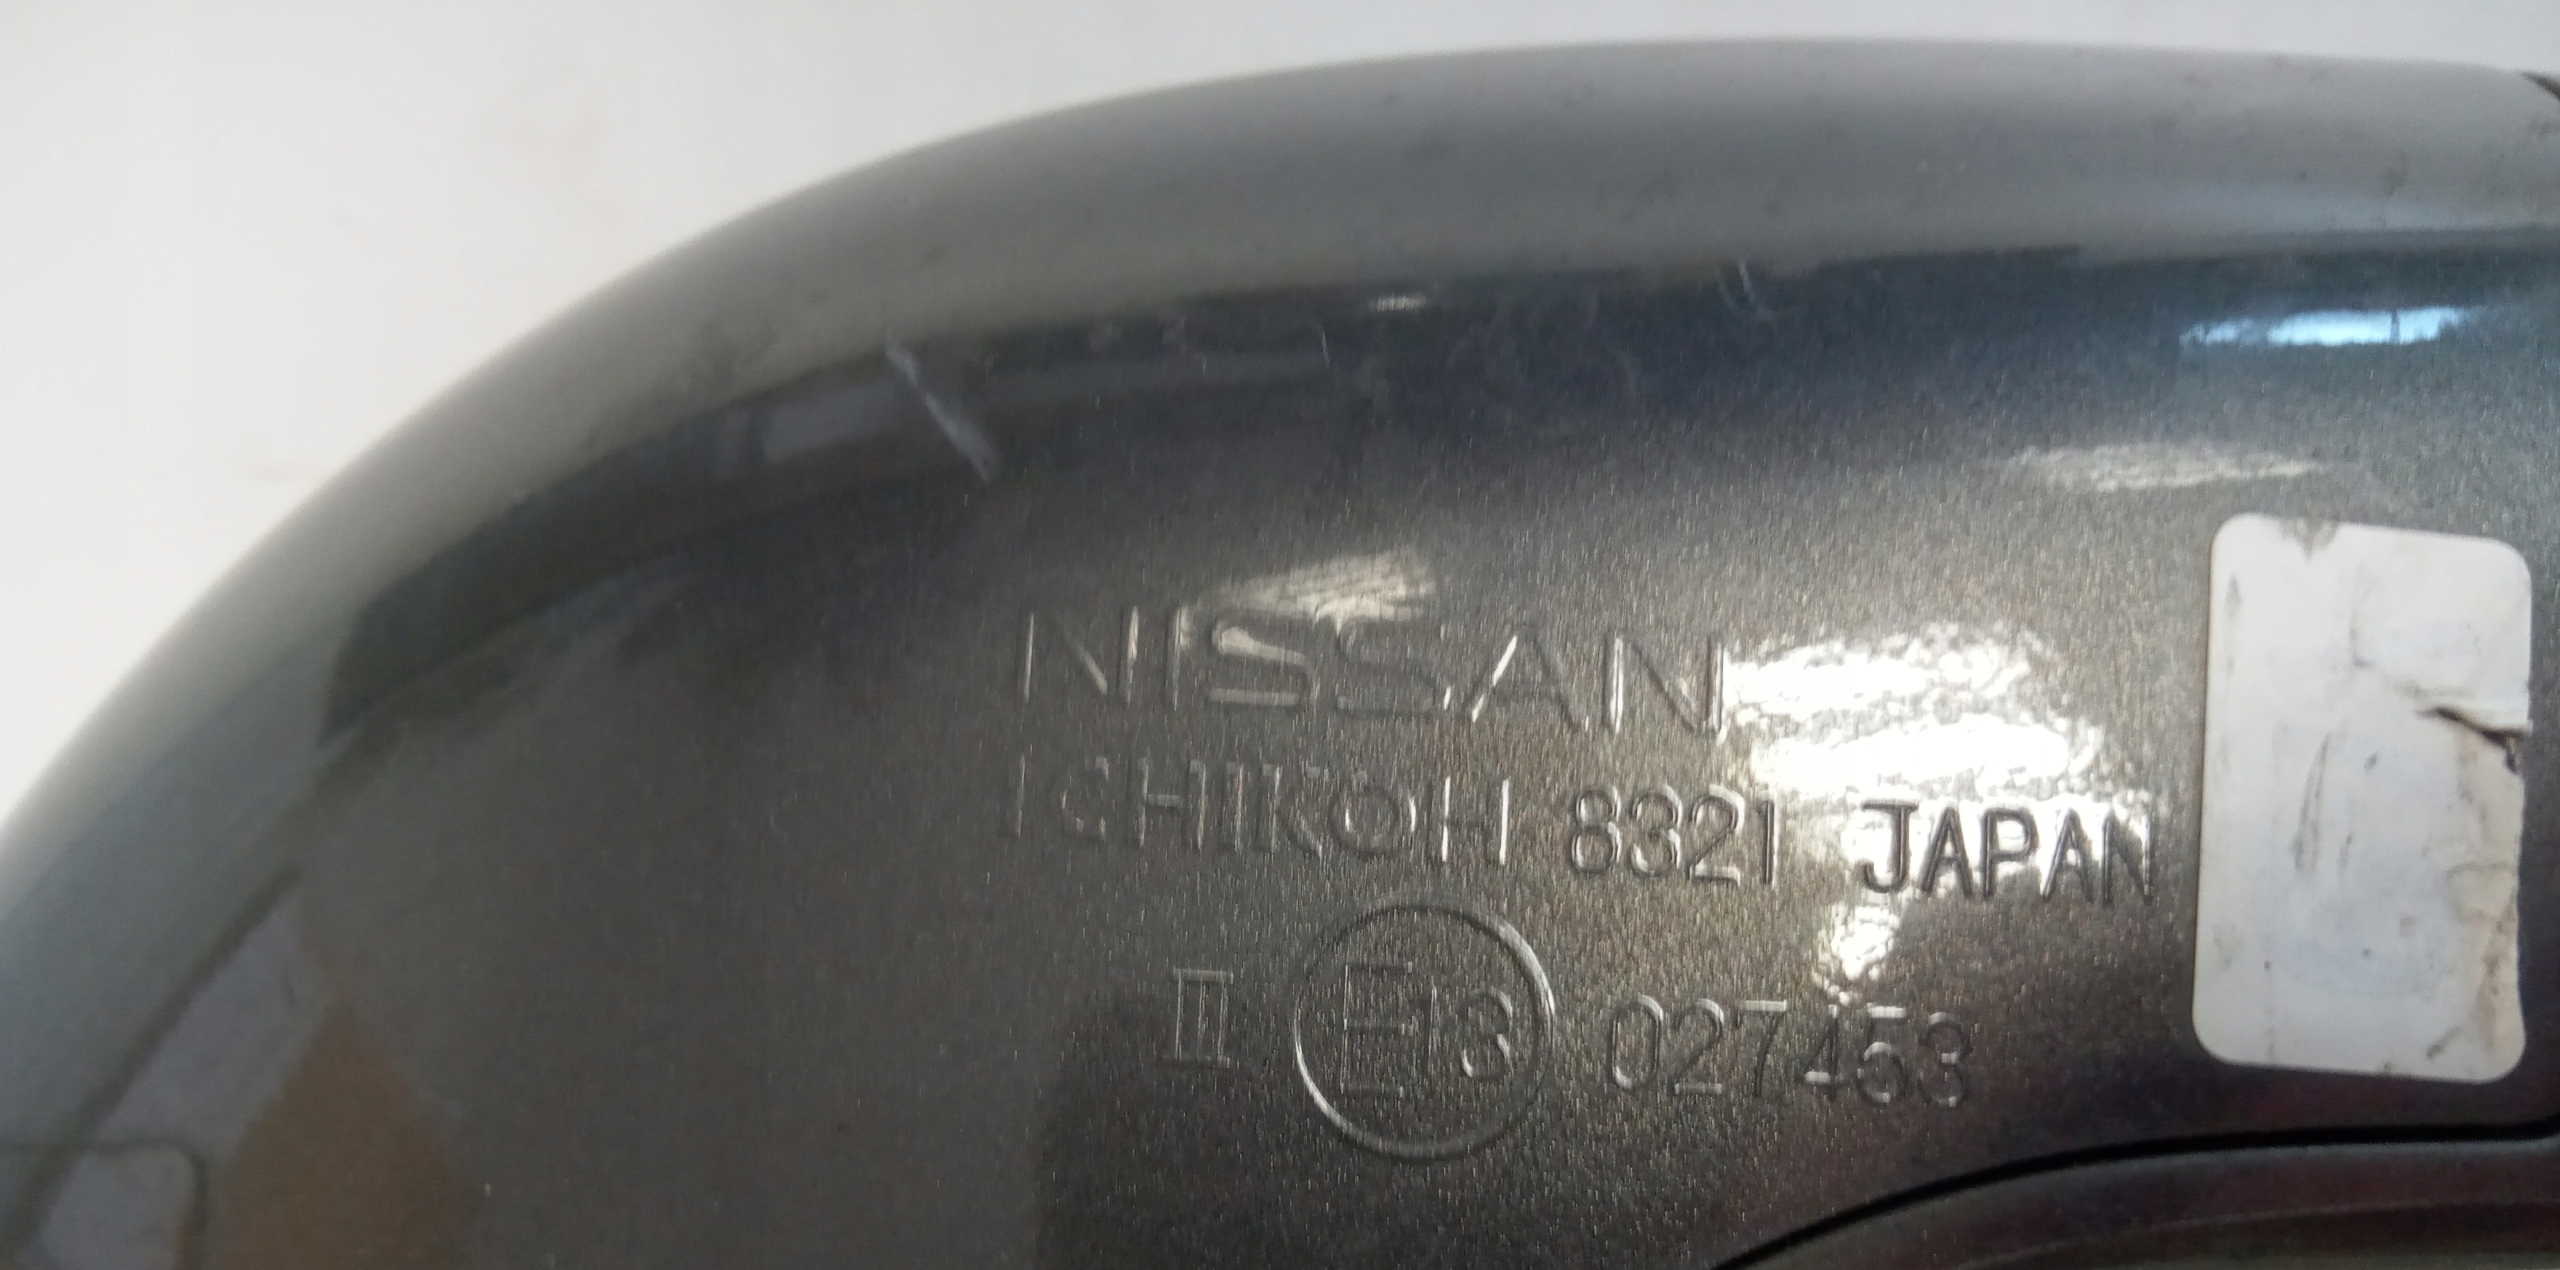 NISSAN
ICHIKOH 8321 JAPAN
II E13 027453